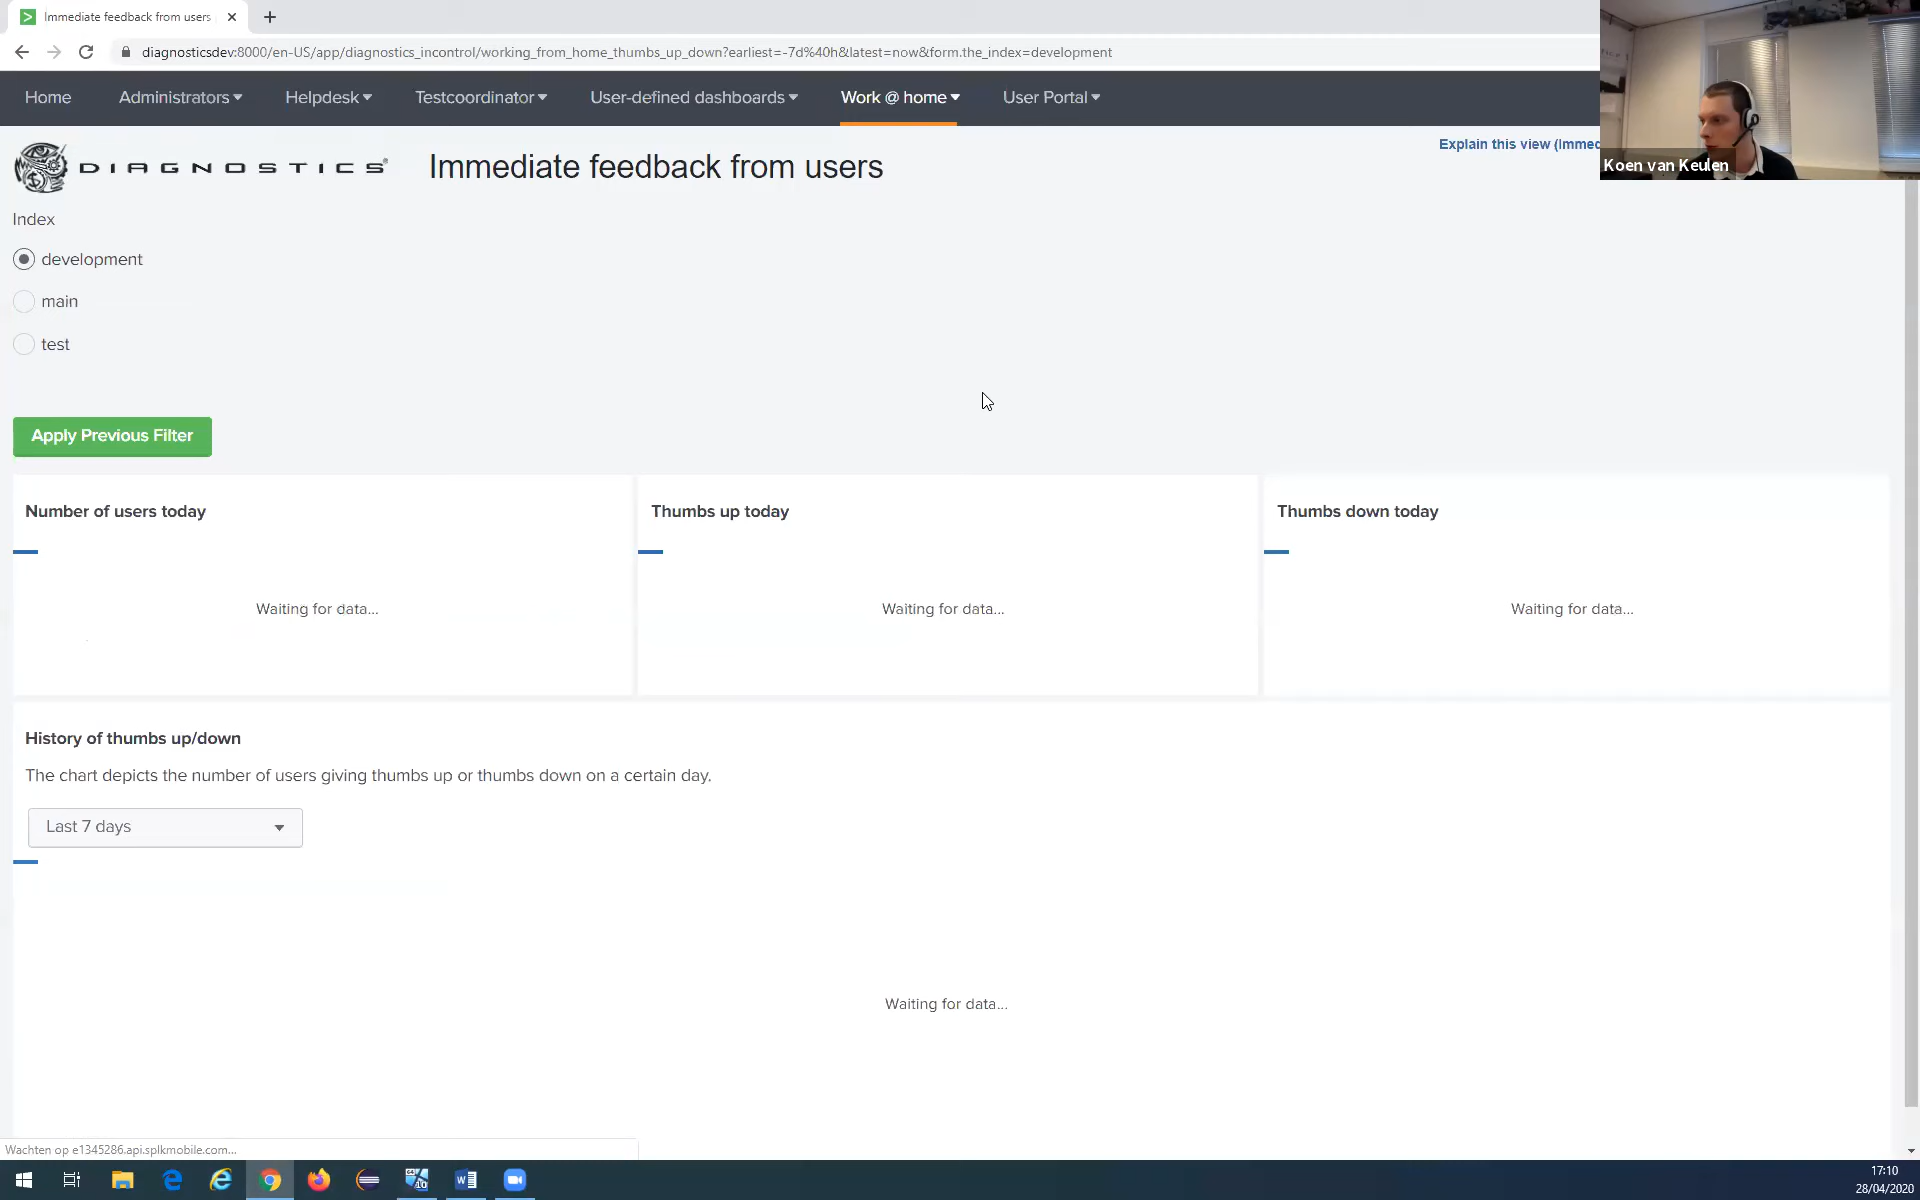 Immediate feedback from users
diagnosticsdev:8000/en-US/app/diagnostics_incontrol/working_from_home_thumbs_up_down?earliest=-7d%40h&latest=now&form.the_index=development
Home Administrators Helpdesk Testcoordinator User-defined dashboards Work @ home User Portal
DIAGNOSTICS® Immediate feedback from users
Explain this view (Immed
Koen van Keulen
Index
development
main
test
Apply Previous Filter
Number of users today Thumbs up today Thumbs down today
Waiting for data... Waiting for data... Waiting for data...
History of thumbs up/down
The chart depicts the number of users giving thumbs up or thumbs down on a certain day.
Last 7 days
Waiting for data...
Wachten op e1345286.api.splkmobile.com...
17:10
28/04/2020